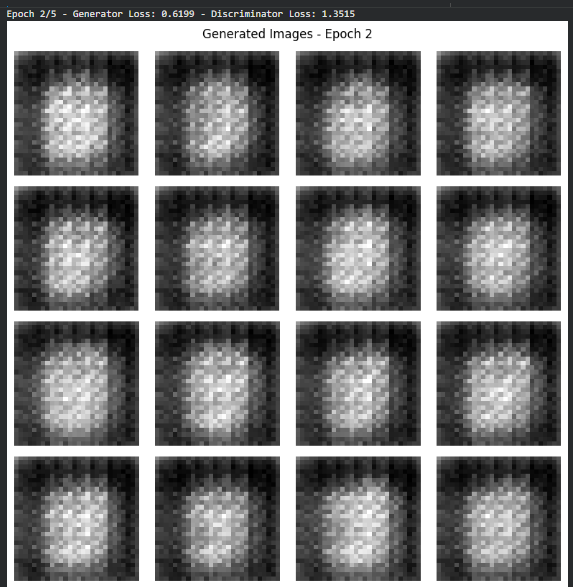 Epoch 2/5 - Generator Loss: 0.6199 - Discriminator Loss: 1.3515
Generated Images - Epoch 2